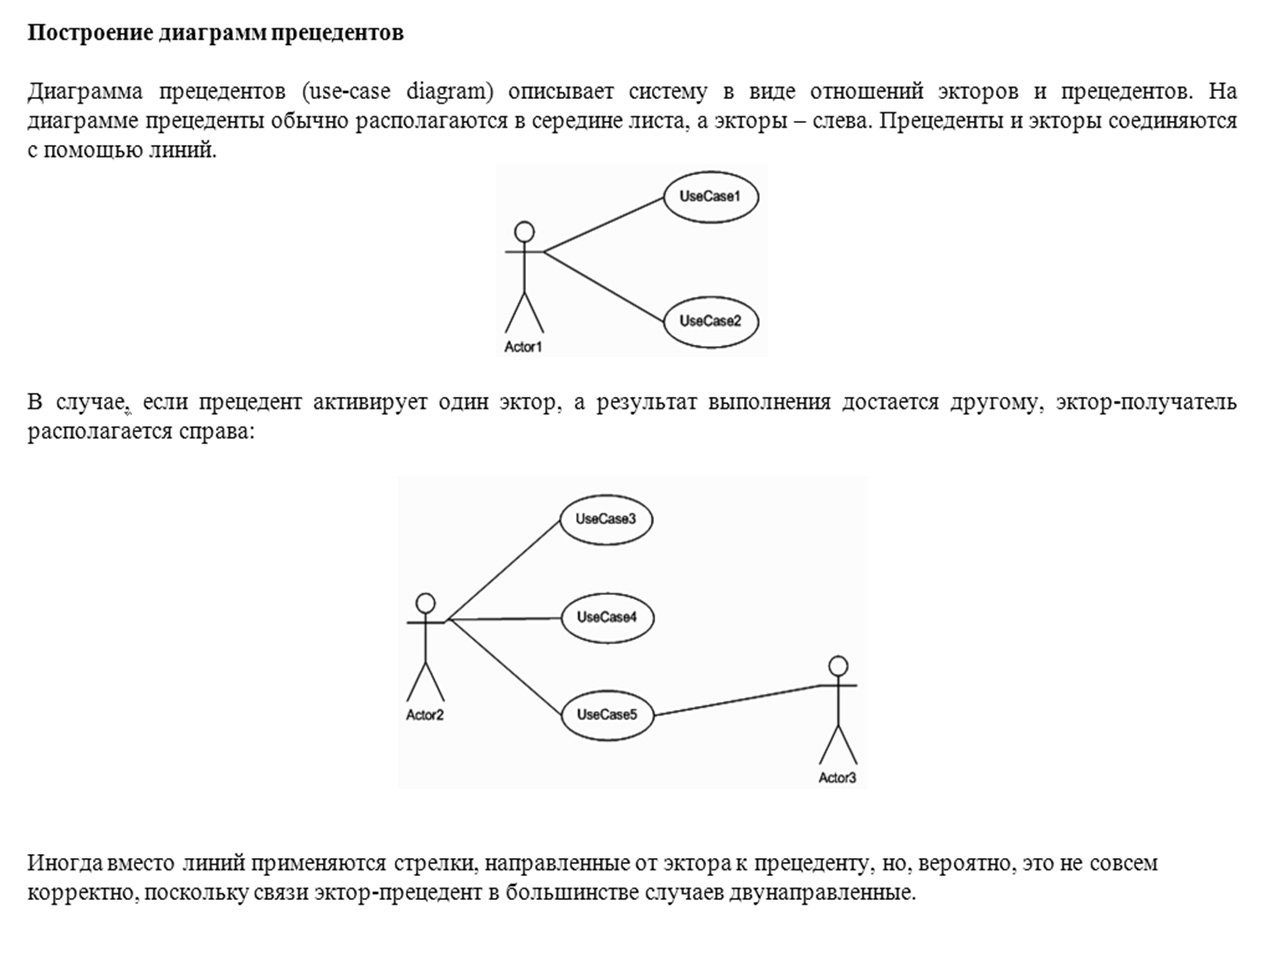 Построение диаграмм прецедентов
Диаграмма прецедентов (use-case diagram) описывает систему в виде отношений экторов и прецедентов. На
диаграмме прецеденты обычно располагаются в середине листа, а экторы – слева. Прецеденты и экторы соединяются
с помощью линий.
UseCase1
UseCase2
Actor1
В случае, если прецедент активирует один эктор, а результат выполнения достается другому, эктор-получатель
располагается справа:
UseCase3
UseCase4
Actor2
UseCase5
Actor3
Иногда вместо линий применяются стрелки, направленные от эктора к прецеденту, но, вероятно, это не совсем
корректно, поскольку связи эктор-прецедент в большинстве случаев двунаправленные.